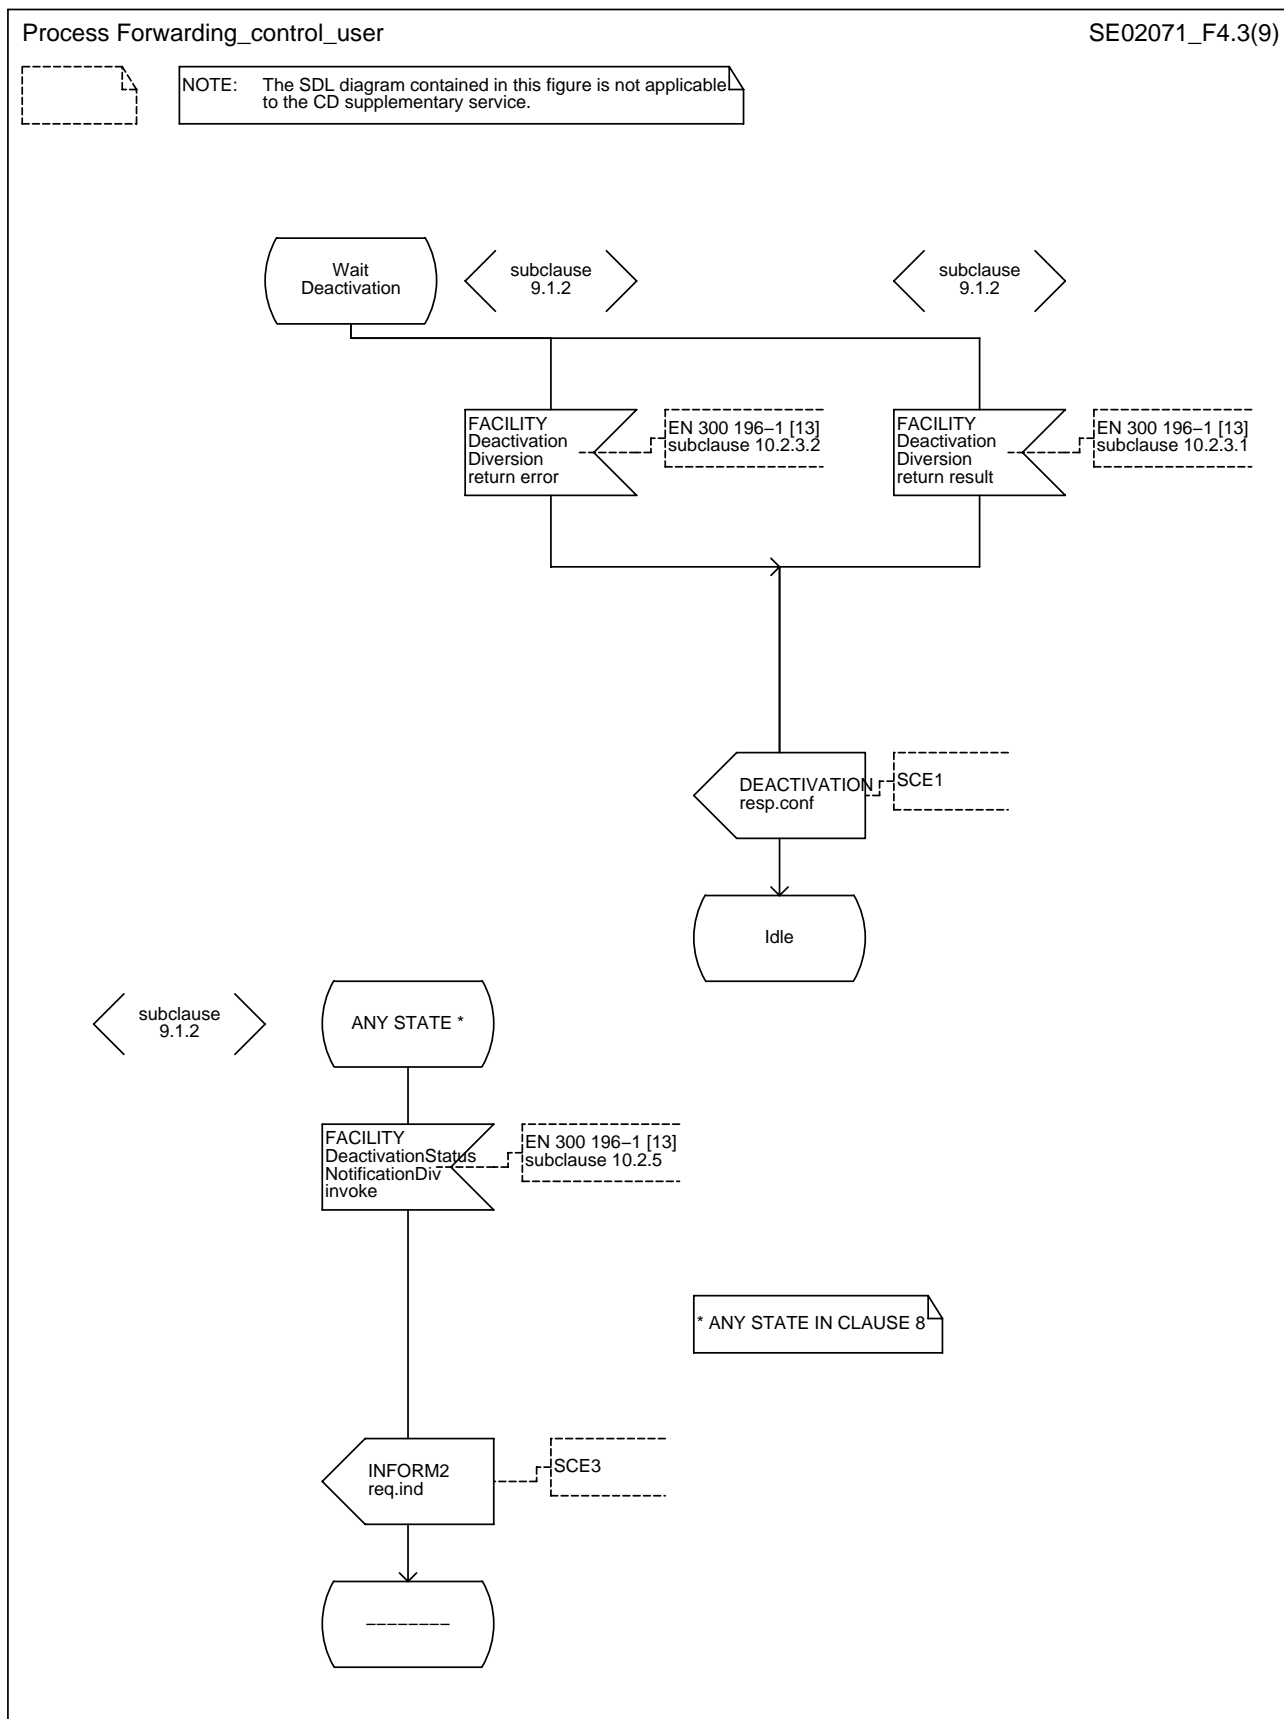 Process Forwarding_control_user
SE02071_F4.3(9)
NOTE: The SDL diagram contained in this figure is not applicable
to the CD supplementary service.
Wait
Deactivation
subclause
9.1.2
subclause
9.1.2
FACILITY
Deactivation
Diversion
return error
EN 300 196–1 [13]
subclause 10.2.3.2
FACILITY
Deactivation
Diversion
return result
EN 300 196–1 [13]
subclause 10.2.3.1
DEACTIVATION
resp.conf
SCE1
Idle
subclause
9.1.2
ANY STATE *
FACILITY
DeactivationStatus
NotificationDiv
invoke
EN 300 196–1 [13]
subclause 10.2.5
* ANY STATE IN CLAUSE 8
INFORM2
req.ind
SCE3
––––––––